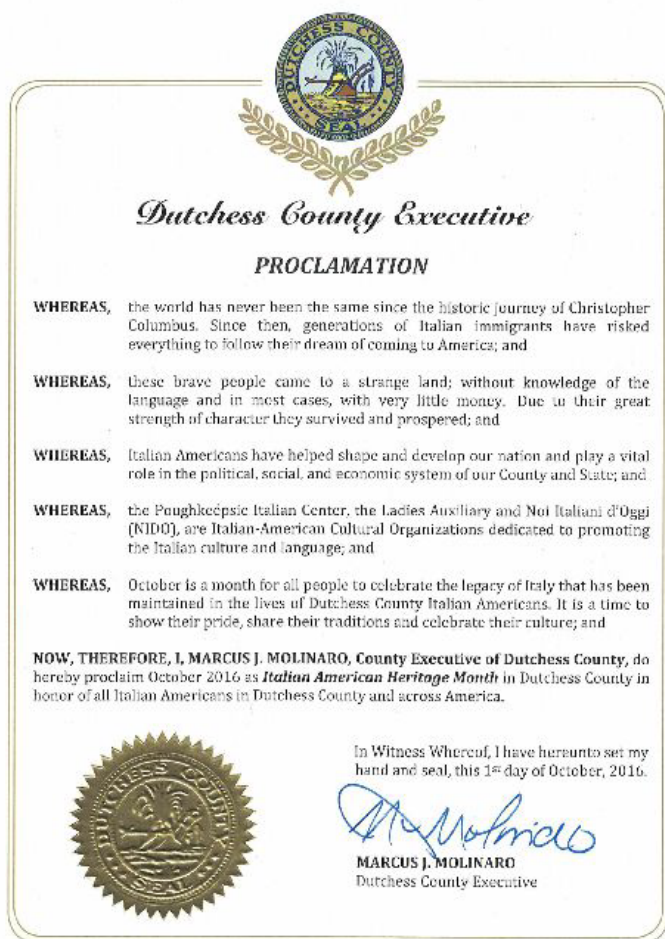 DUTCHESS COUNTY
SEAL
Dutchess County Executive
PROCLAMATION
WHEREAS, the world has never been the same since the historic journey of Christopher
Columbus. Since then, generations of Italian immigrants have risked
everything to follow their dream of coming to America; and
WHEREAS, these brave people came to a strange land; without knowledge of the
language and in most cases, with very little money. Due to their great
strength of character they survived and prospered; and
WHEREAS, Italian Americans have helped shape and develop our nation and play a vital
role in the political, social, and economic system of our County and State; and
WHEREAS, the Poughkeepsie Italian Center, the Ladies Auxiliary and Noi Italiani d'Oggi
(NIDO), are Italian-American Cultural Organizations dedicated to promoting
the Italian culture and language; and
WHEREAS, October is a month for all people to celebrate the legacy of Italy that has been
maintained in the lives of Dutchess County Italian Americans. It is a time to
show their pride, share their traditions and celebrate their culture; and
NOW, THEREFORE, I, MARCUS J. MOLINARO, County Executive of Dutchess County, do
hereby proclaim October 2016 as Italian American Heritage Month in Dutchess County in
honor of all Italian Americans in Dutchess County and across America.
DUTCHESS COUNTY
SEAL
In Witness Whereof, I have hereunto set my
hand and seal, this 1st day of October, 2016.
M Molinaro
MARCUS J. MOLINARO
Dutchess County Executive